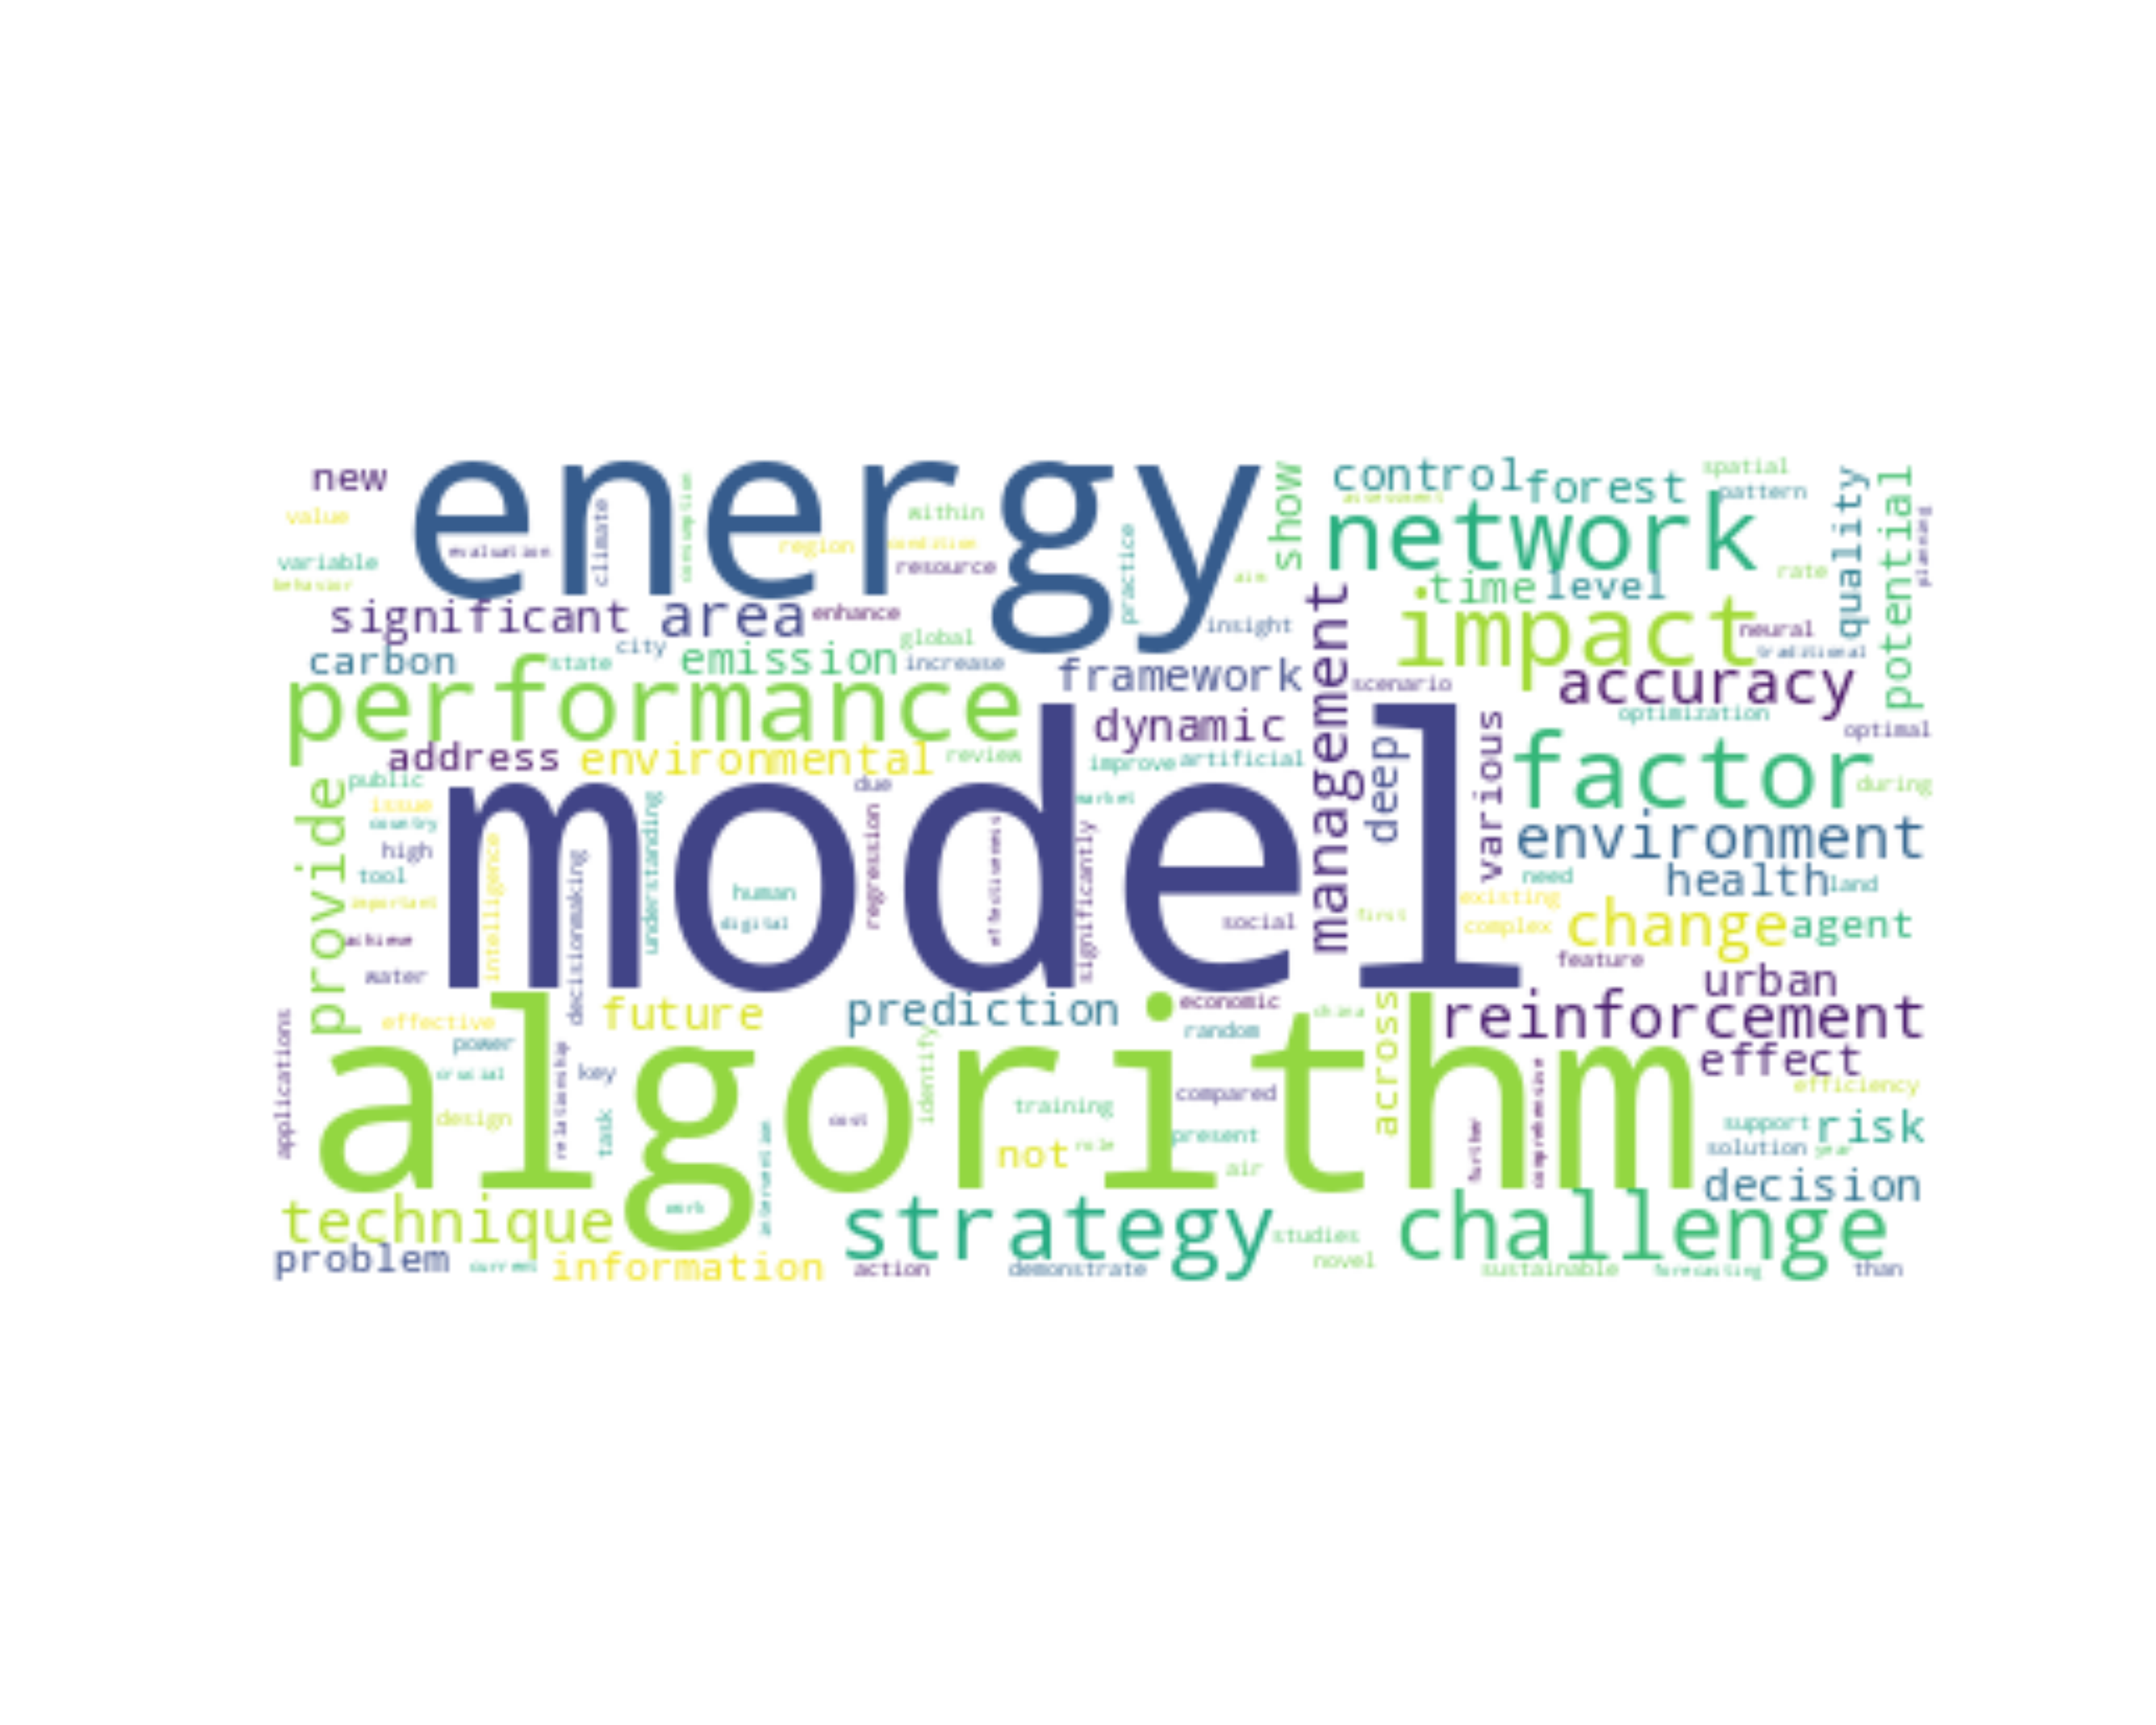 new
energy
show
control
forest
spatial
pattern
assessment
quality
potential
planning
value
variable
behavior
evaluation
climate
consumption
within
region
condition
resource
practice
aim
network
time
level
rate
significant
area
enhance
global
insight
management
impact
neural
traditional
carbon
state
city
emission
increase
framework
scenario
accuracy
performance
dynamic
optimization
optimal
address
environmental
review
improve
artificial
deep
various
factor
during
public
issue
country
high
tool
important
achieve
water
provide
model
due
market
intelligence
decisionmaking
understanding
human
digital
regression
effectiveness
significantly
social
first
environment
need
health
land
existing
complex
change
agent
feature
urban
applications
effective
future
prediction
economic
random
china
across
reinforcement
effect
efficiency
power
crucial
key
design
relationship
task
algorithm
cost
intervention
identify
training
compared
present
not
role
air
further
comprehensive
support
risk
solution
year
decision
technique
work
strategy
studies
challenge
problem
current
information
action
demonstrate
novel
sustainable
forecasting
than